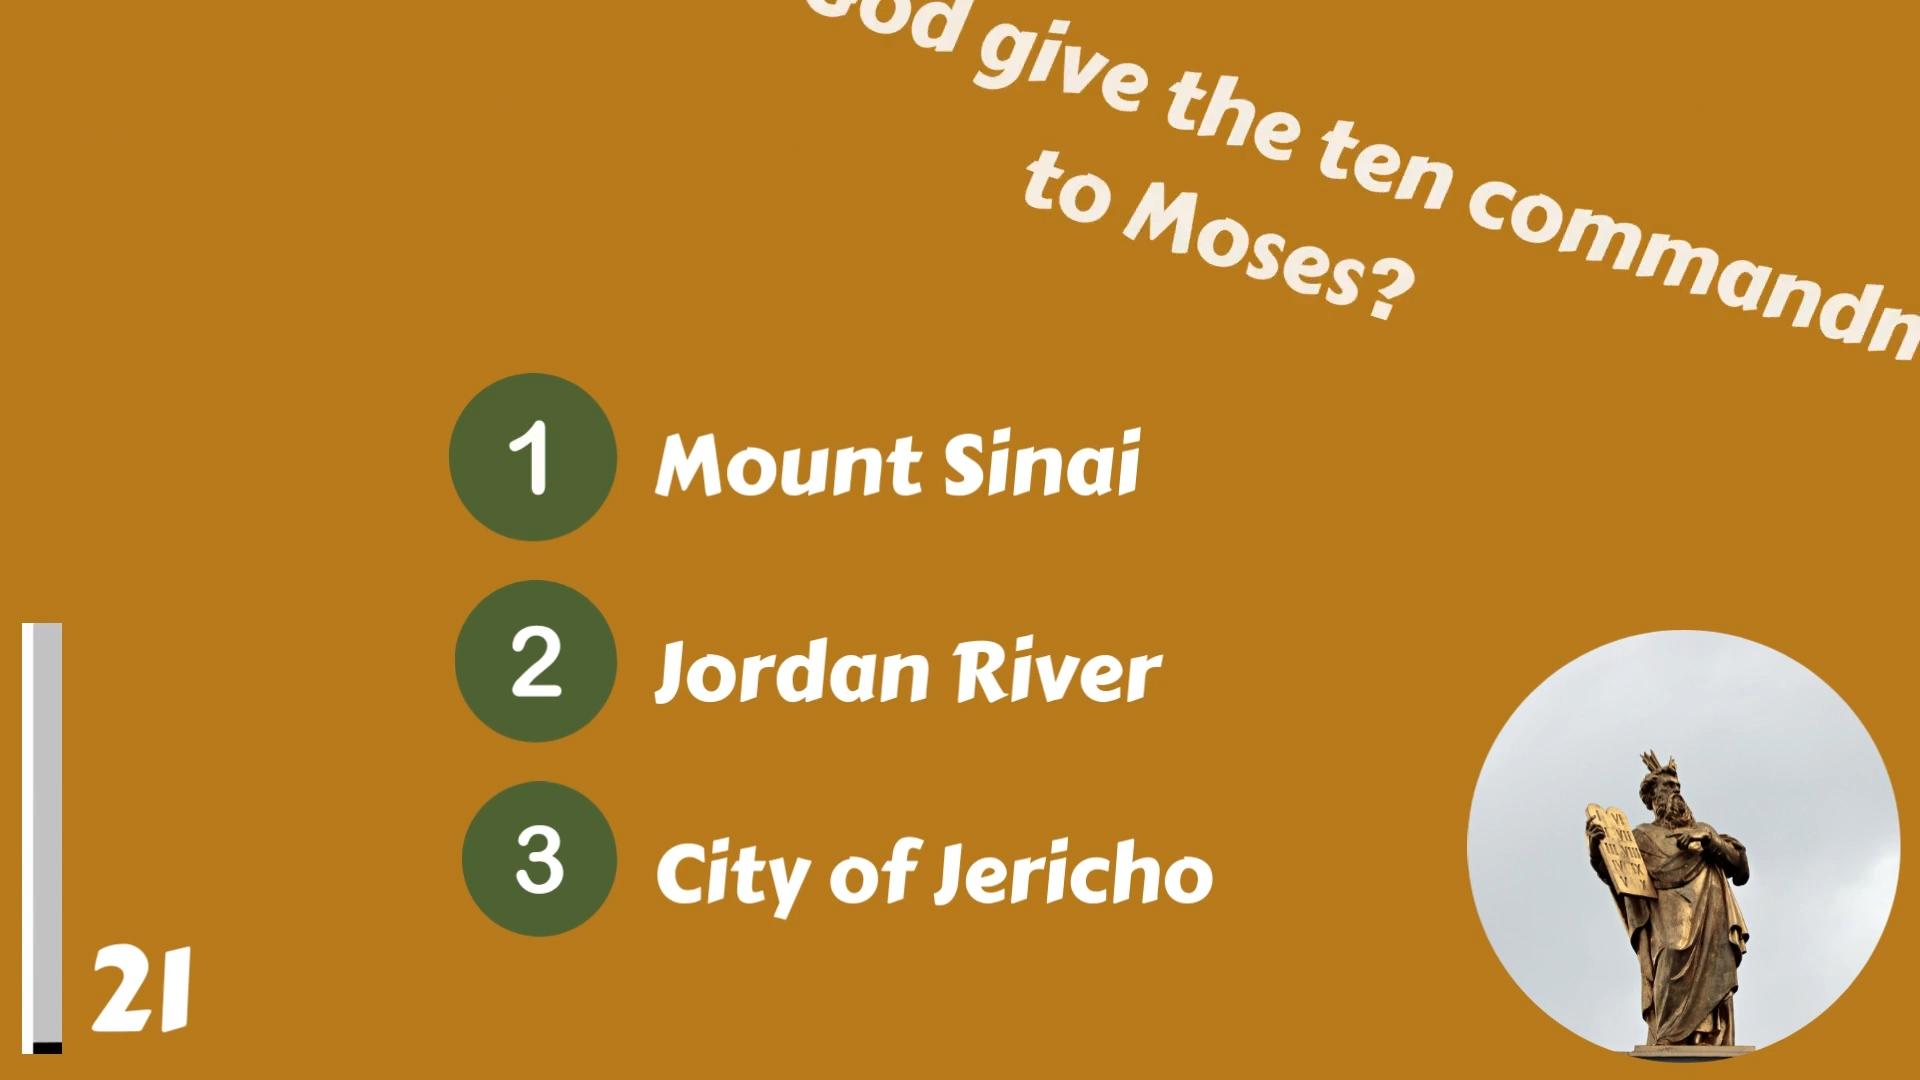 God give the ten commandm
to Moses?
1 Mount Sinai
2 Jordan River
3 City of Jericho
21